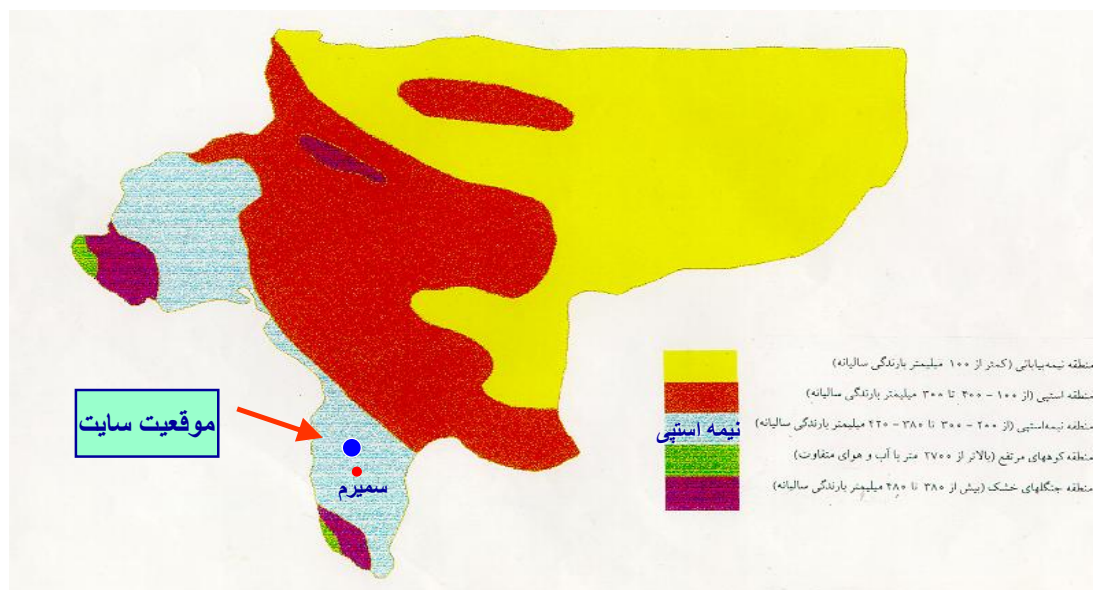 منطقه نیمه‌بیابانی (کمتر از ۱۰۰ میلیمتر بارندگی سالیانه)
منطقه استپی (از ۱۰۰ - ۲۰۰ تا ۳۰۰ میلیمتر بارندگی سالیانه)
نیمه استپی
منطقه نیمه‌استپی (از ۲۰۰ - ۳۰۰ تا ۳۸۰ - ۴۲۰ میلیمتر بارندگی سالیانه)
منطقه کوههای مرتفع (بالاتر از ۲۷۰۰ متر با آب و هوای متفاوت)
منطقه جنگلهای خشک (بیش از ۳۸۰ تا ۴۸۰ میلیمتر بارندگی سالیانه)
موقعیت سایت
سمیرم